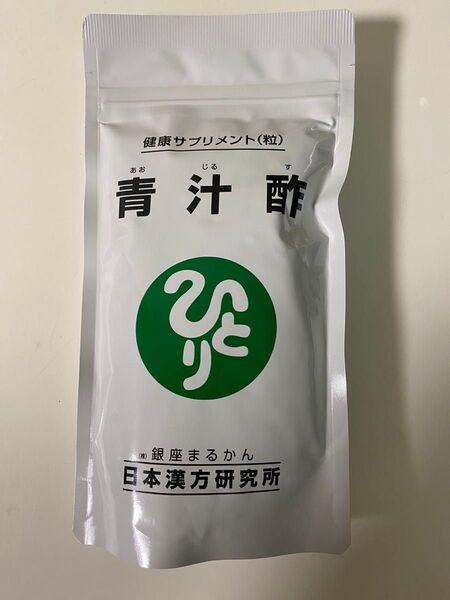 健康サプリメント(粒)
あお じる す
青汁酢
ひとり
(株) 銀座まるかん
日本漢方研究所